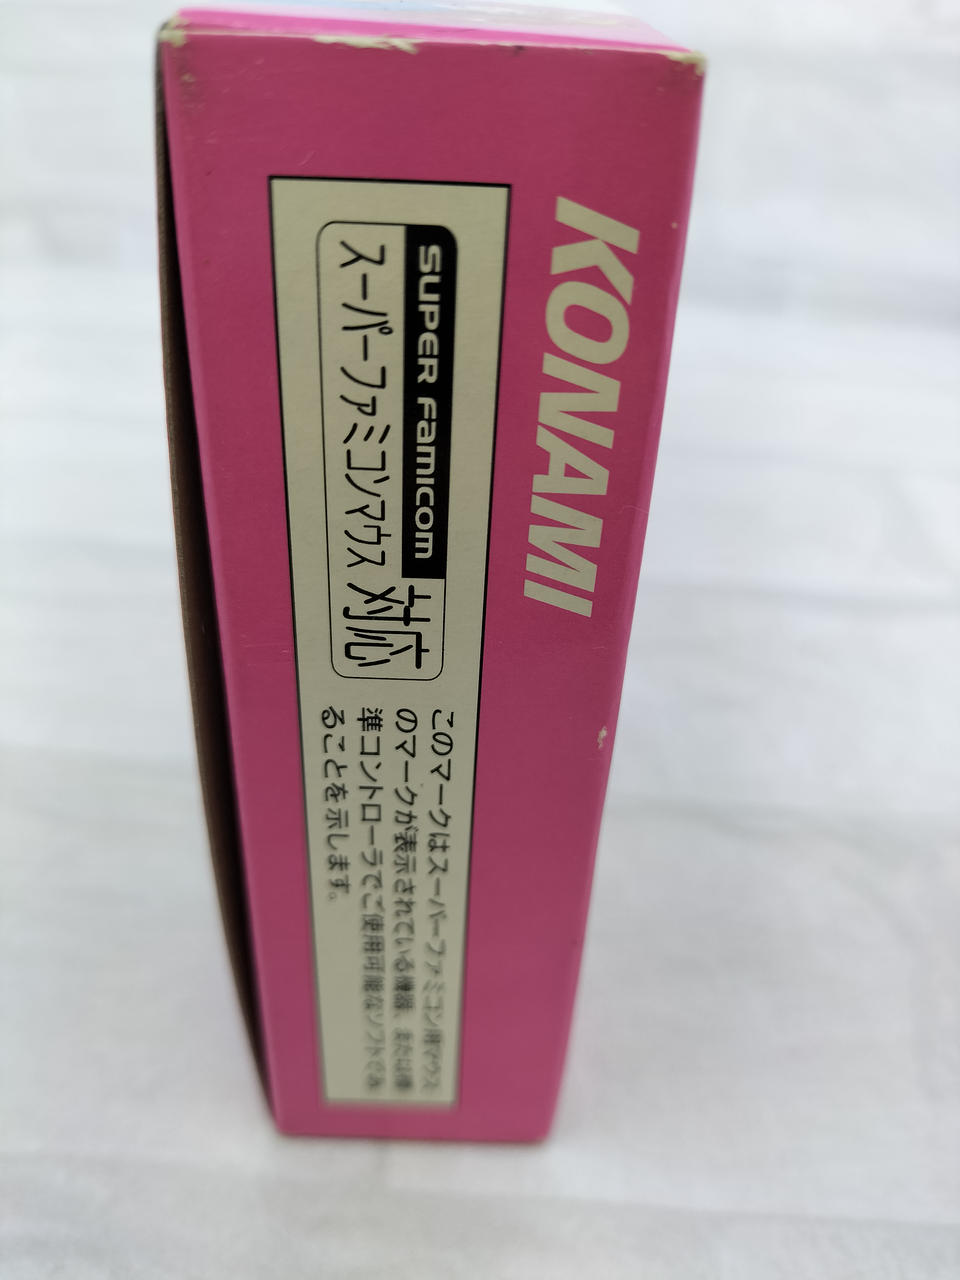 KONAMI
SUPER FAMICOM
スーパーファミコンマウス 対応
このマークはスーパーファミコン用マウス
のマークが表示されている機器、または標
準コントローラでご使用可能なソフトであ
ることを示します。